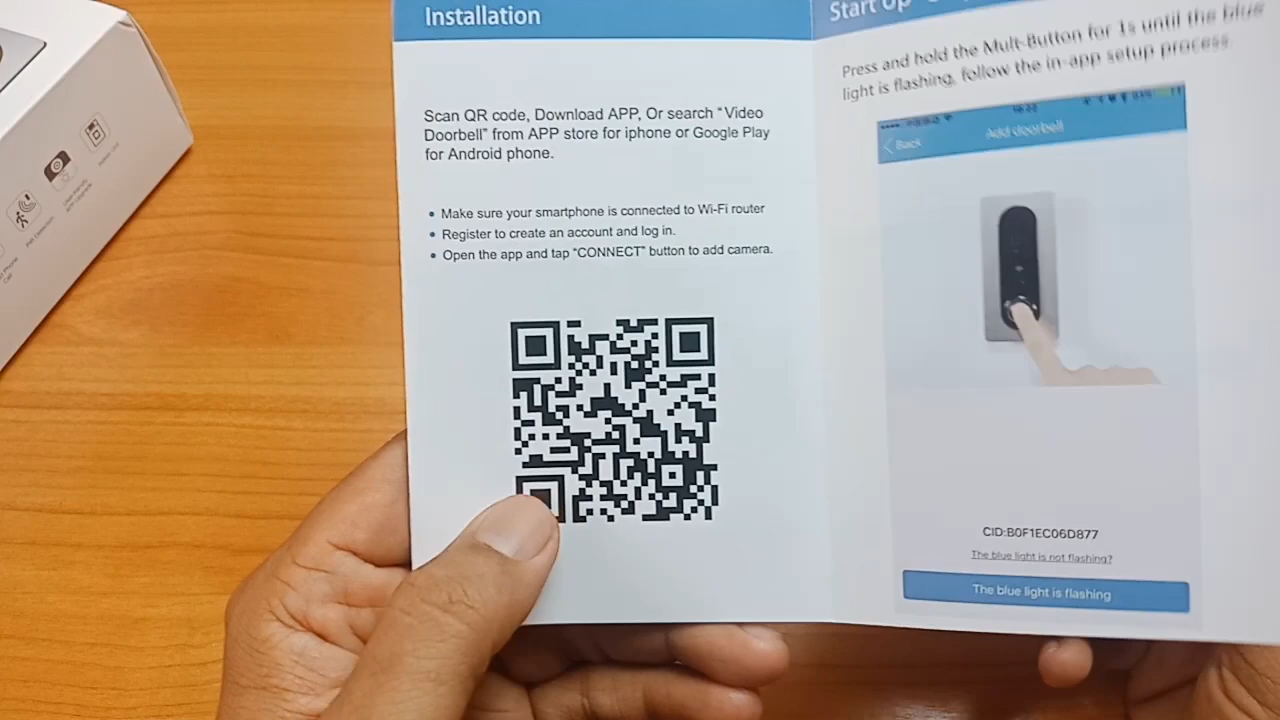 Installation
Scan QR code, Download APP, Or search “Video
Doorbell” from APP store for iphone or Google Play
for Android phone.
• Make sure your smartphone is connected to Wi-Fi router
• Register to create an account and log in.
• Open the app and tap “CONNECT” button to add camera.
Start Up
Press and hold the Mult-Button for 1s until the blue
light is flashing, follow the in-app setup process.
Back
Add doorbell
CID:B0F1EC06D877
The blue light is not flashing?
The blue light is flashing